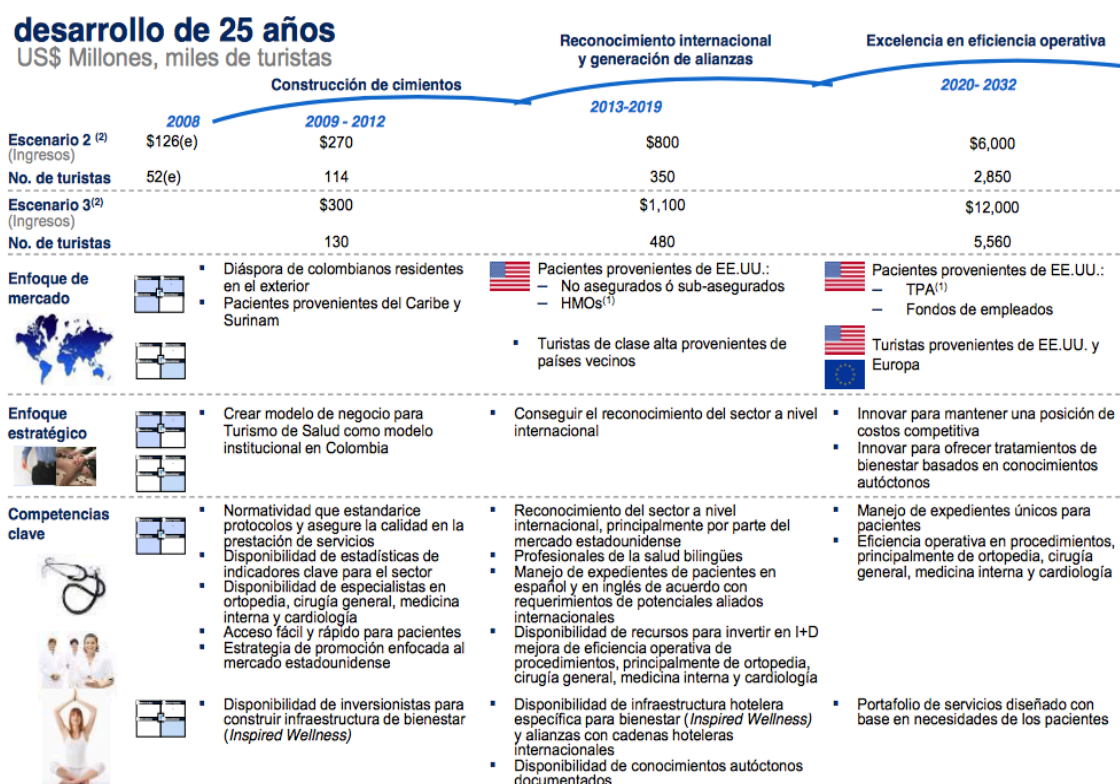 desarrollo de 25 años
US$ Millones, miles de turistas
Construcción de cimientos
Reconocimiento internacional
y generación de alianzas
Excelencia en eficiencia operativa
2008
2009 - 2012
2013-2019
2020- 2032
Escenario 2 (2)
(Ingresos)
$126(e)
$270
$800
$6,000
No. de turistas
52(e)
114
350
2,850
Escenario 3(2)
(Ingresos)
$300
$1,100
$12,000
No. de turistas
130
480
5,560
Enfoque de
mercado
▪ Diáspora de colombianos residentes
en el exterior
▪ Pacientes provenientes del Caribe y
Surinam
Pacientes provenientes de EE.UU.:
– No asegurados ó sub-asegurados
– HMOs(1)
▪ Turistas de clase alta provenientes de
países vecinos
Pacientes provenientes de EE.UU.:
– TPA(1)
– Fondos de empleados
Turistas provenientes de EE.UU. y
Europa
Enfoque
estratégico
▪ Crear modelo de negocio para
Turismo de Salud como modelo
institucional en Colombia
▪ Conseguir el reconocimiento del sector a nivel
internacional
▪ Innovar para mantener una posición de
costos competitiva
▪ Innovar para ofrecer tratamientos de
bienestar basados en conocimientos
autóctonos
Competencias
clave
▪ Normatividad que estandarice
protocolos y asegure la calidad en la
prestación de servicios
▪ Disponibilidad de estadísticas de
indicadores clave para el sector
▪ Disponibilidad de especialistas en
ortopedia, cirugía general, medicina
interna y cardiología
▪ Acceso fácil y rápido para pacientes
▪ Estrategia de promoción enfocada al
mercado estadounidense
▪ Reconocimiento del sector a nivel
internacional, principalmente por parte del
mercado estadounidense
▪ Profesionales de la salud bilingües
▪ Manejo de expedientes de pacientes en
español y en inglés de acuerdo con
requerimientos de potenciales aliados
internacionales
▪ Disponibilidad de recursos para invertir en I+D
mejora de eficiencia operativa de
procedimientos, principalmente de ortopedia,
cirugía general, medicina interna y cardiología
▪ Manejo de expedientes únicos para
pacientes
▪ Eficiencia operativa en procedimientos,
principalmente de ortopedia, cirugía
general, medicina interna y cardiología
▪ Disponibilidad de inversionistas para
construir infraestructura de bienestar
(Inspired Wellness)
▪ Disponibilidad de infraestructura hotelera
específica para bienestar (Inspired Wellness)
y alianzas con cadenas hoteleras
internacionales
▪ Disponibilidad de conocimientos autóctonos
documentados
▪ Portafolio de servicios diseñado con
base en necesidades de los pacientes